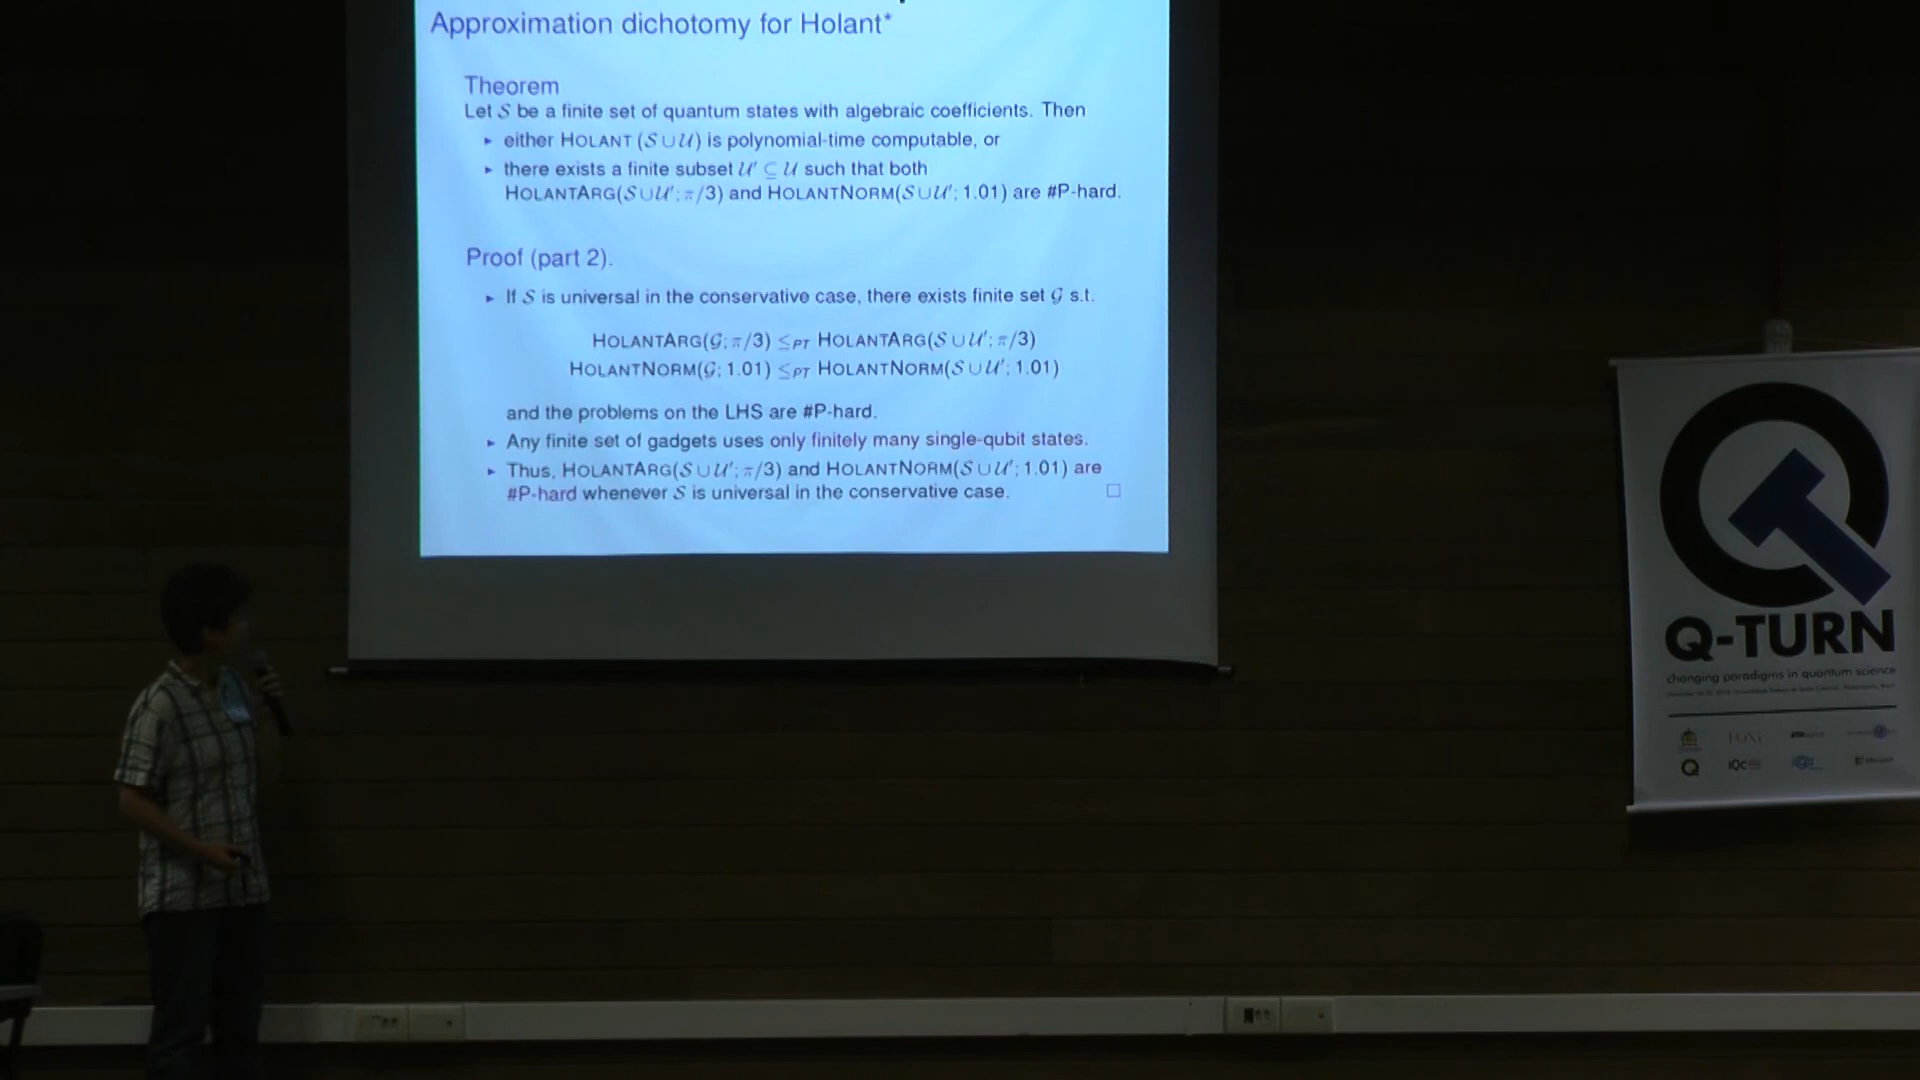 Approximation dichotomy for Holant*
Theorem
Let 𝒮 be a finite set of quantum states with algebraic coefficients. Then
▸ either HOLANT (𝒮 ∪ 𝒰) is polynomial-time computable, or
▸ there exists a finite subset 𝒰′ ⊆ 𝒰 such that both
HOLANTARG(𝒮 ∪ 𝒰′; π/3) and HOLANTNORM(𝒮 ∪ 𝒰′; 1.01) are #P-hard.
Proof (part 2).
▸ If 𝒮 is universal in the conservative case, there exists finite set 𝒢 s.t.
HOLANTARG(𝒢; π/3) ≤PT HOLANTARG(𝒮 ∪ 𝒰′; π/3)
HOLANTNORM(𝒢; 1.01) ≤PT HOLANTNORM(𝒮 ∪ 𝒰′; 1.01)
and the problems on the LHS are #P-hard.
▸ Any finite set of gadgets uses only finitely many single-qubit states.
▸ Thus, HOLANTARG(𝒮 ∪ 𝒰′; π/3) and HOLANTNORM(𝒮 ∪ 𝒰′; 1.01) are
#P-hard whenever 𝒮 is universal in the conservative case. □
Q-TURN
changing paradigms in quantum science
IQC
Microsoft